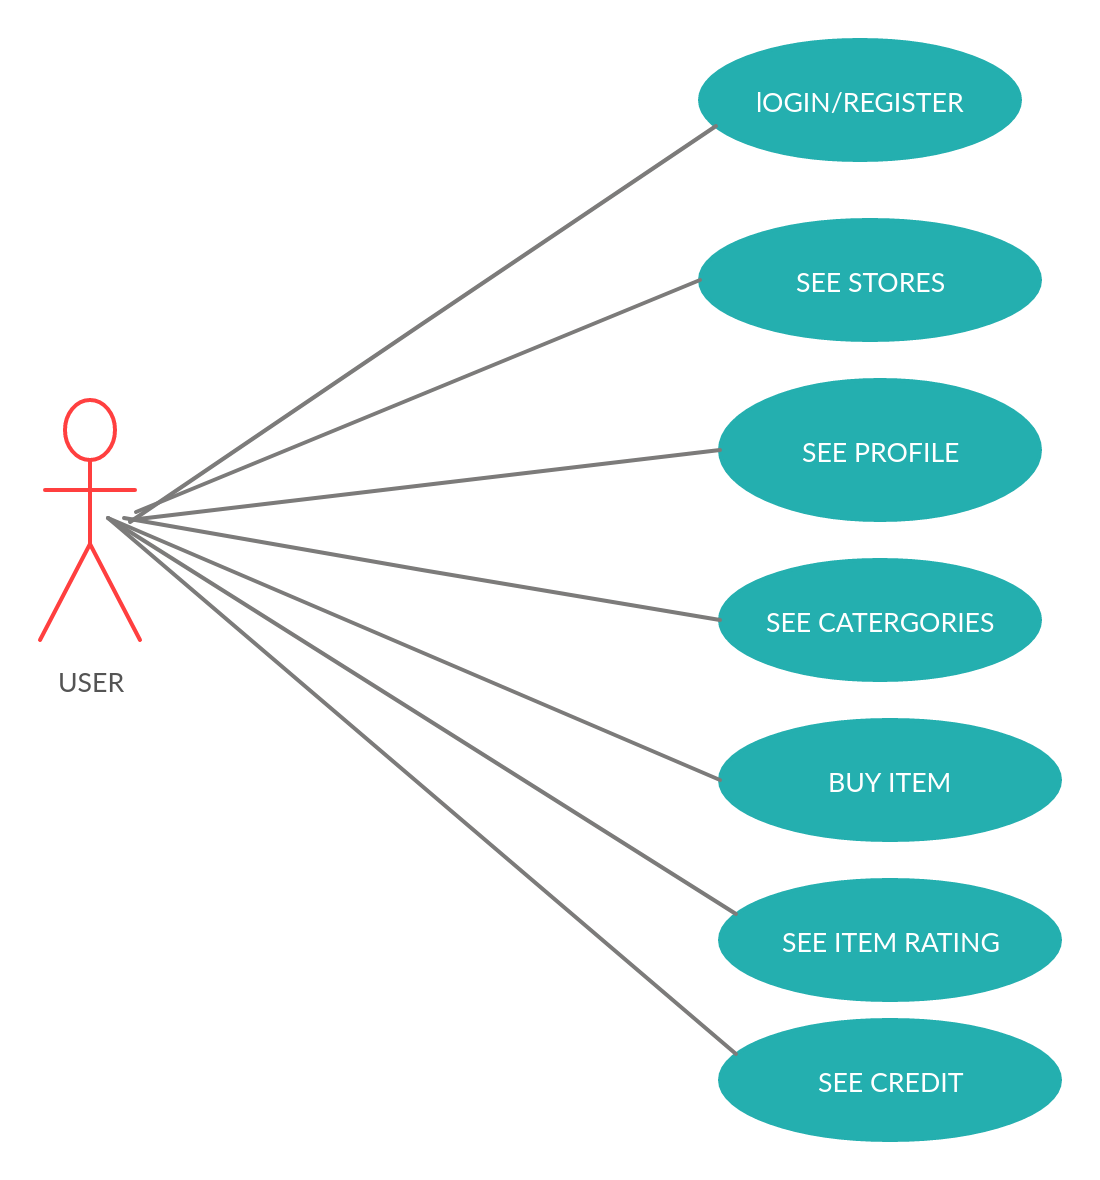 lOGIN/REGISTER
SEE STORES
SEE PROFILE
SEE CATERGORIES
USER
BUY ITEM
SEE ITEM RATING
SEE CREDIT